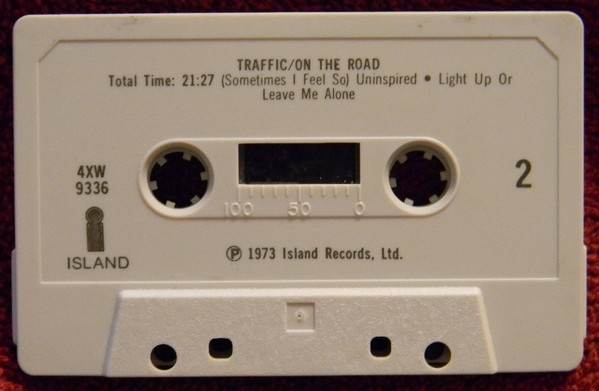 TRAFFIC/ON THE ROAD
Total Time: 21:27 (Sometimes I Feel So) Uninspired • Light Up Or
Leave Me Alone
4XW
9336
2
100 50 0
ISLAND
℗ 1973 Island Records, Ltd.